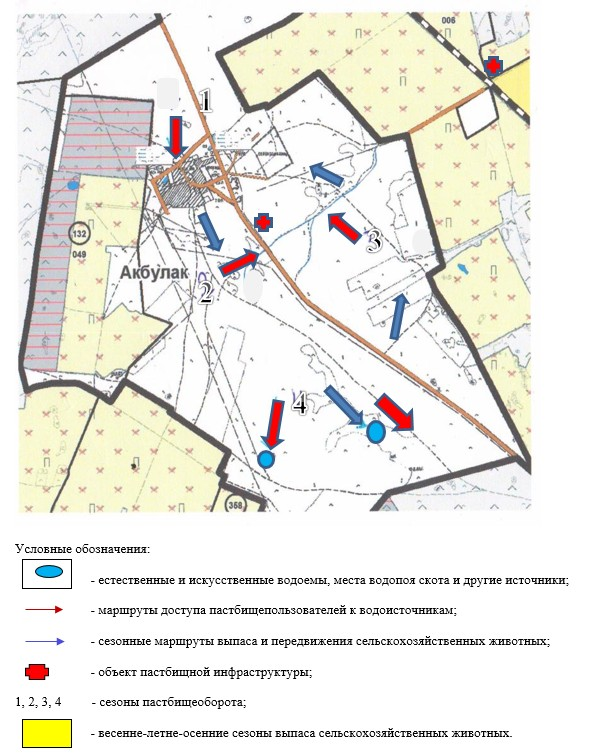 006
1
132
049
Акбулак
2
3
4
358
П
П
П
П
П
П
П
Условные обозначения:
- естественные и искусственные водоемы, места водопоя скота и другие источники;
- маршруты доступа пастбищепользователей к водоисточникам;
- сезонные маршруты выпаса и передвижения сельскохозяйственных животных;
- объект пастбищной инфраструктуры;
1, 2, 3, 4 - сезоны пастбищеоборота;
- весенне-летне-осенние сезоны выпаса сельскохозяйственных животных.